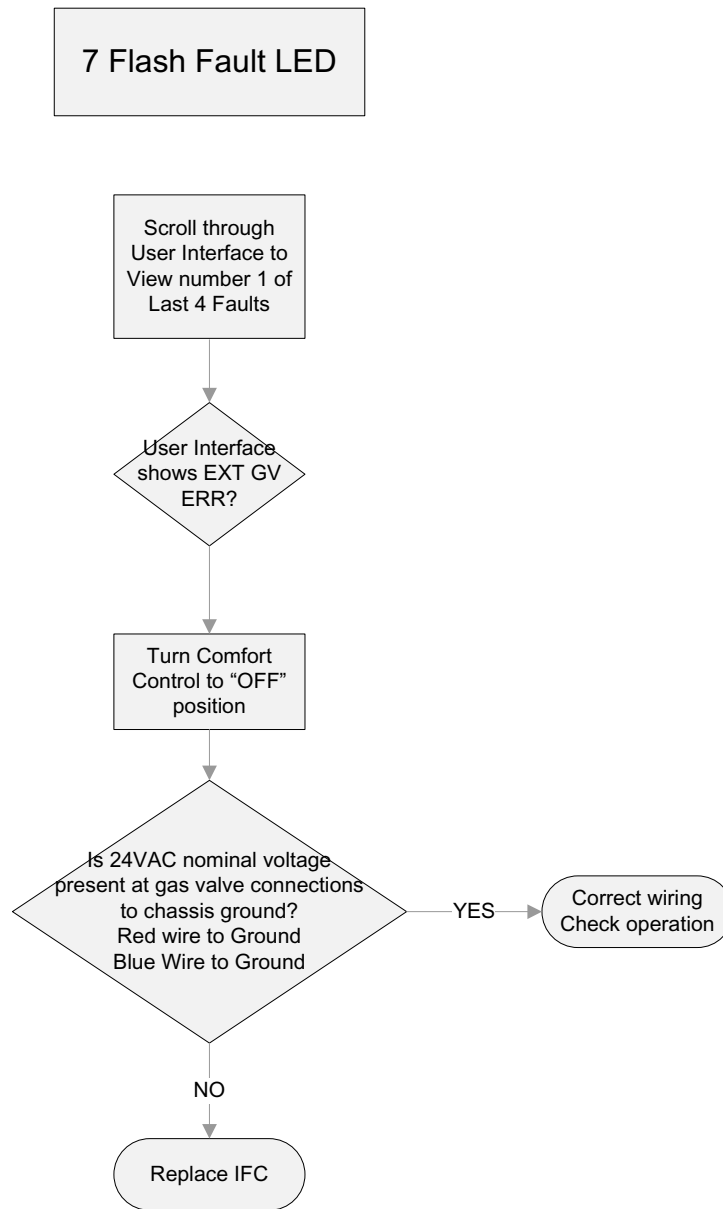 7 Flash Fault LED
Scroll through
User Interface to
View number 1 of
Last 4 Faults
User Interface
shows EXT GV
ERR?
Turn Comfort
Control to “OFF”
position
Is 24VAC nominal voltage
present at gas valve connections
to chassis ground?
Red wire to Ground
Blue Wire to Ground
YES
Correct wiring
Check operation
NO
Replace IFC